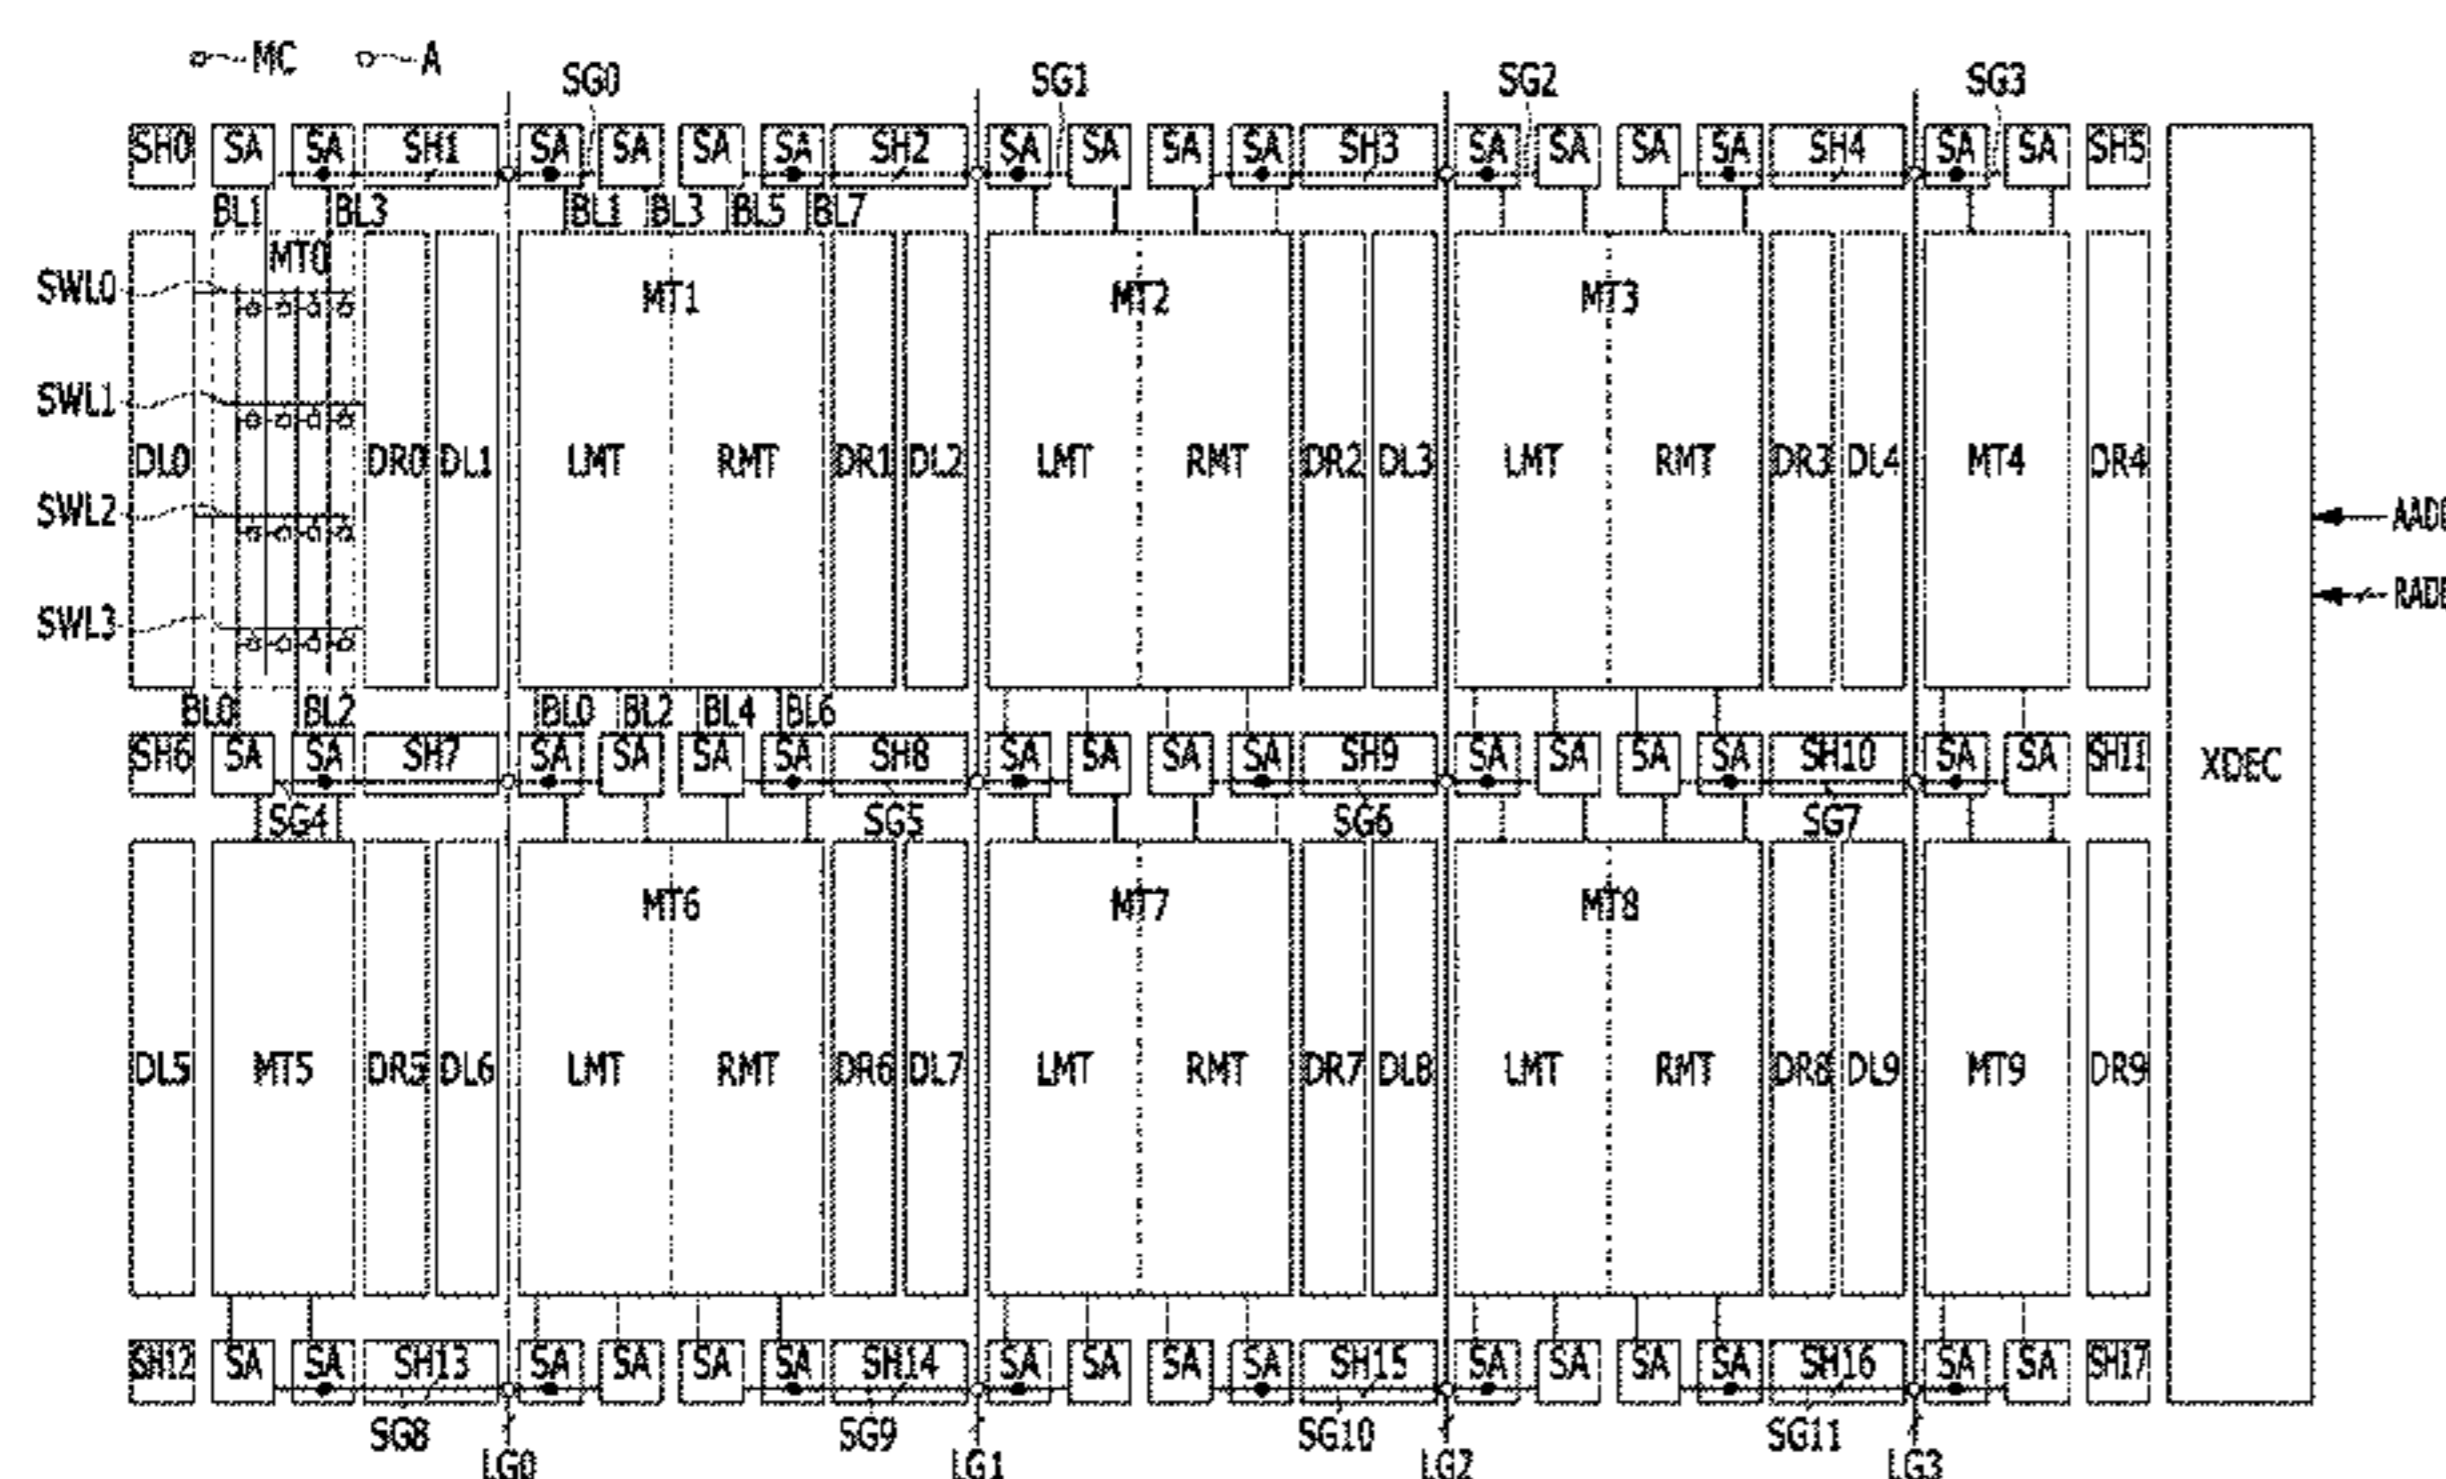 MC A
SG0 SG1 SG2 SG3
SH0 SA SA SH1 SA SA SA SA SH2 SA SA SA SA SH3 SA SA SA SA SH4 SA SA SH5
BL1 BL3 BL1 BL3 BL5 BL7
MT0
SWL0 MT1 MT2 MT3
SWL1
DL0 DR0 DL1 LMT RMT DR1 DL2 LMT RMT DR2 DL3 LMT RMT DR3 DL4 MT4 DR4
SWL2
SWL3
BL0 BL2 BL0 BL2 BL4 BL6
SH6 SA SA SH7 SA SA SA SA SH8 SA SA SA SA SH9 SA SA SA SA SH10 SA SA SH11 XDEC
SG4 SG5 SG6 SG7
MT6 MT7 MT8
DL5 MT5 DR5 DL6 LMT RMT DR6 DL7 LMT RMT DR7 DL8 LMT RMT DR8 DL9 MT9 DR9
SH12 SA SA SH13 SA SA SA SA SH14 SA SA SA SA SH15 SA SA SA SA SH16 SA SA SH17
SG8 SG9 SG10 SG11
LG0 LG1 LG2 LG3